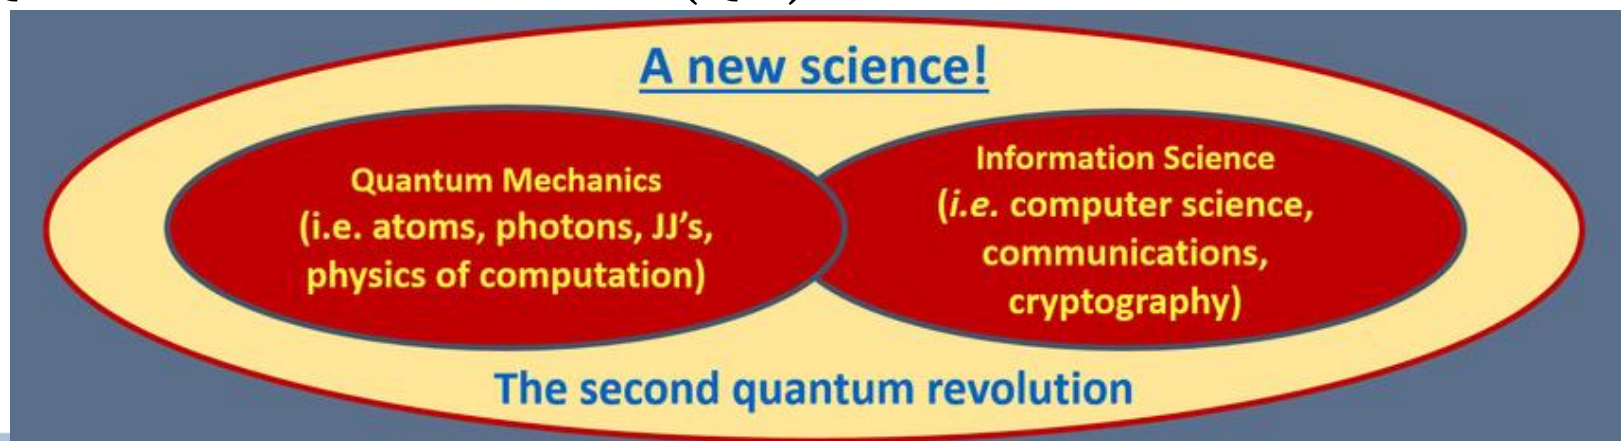 A new science!
Quantum Mechanics
(i.e. atoms, photons, JJ's,
physics of computation)
Information Science
(i.e. computer science,
communications,
cryptography)
The second quantum revolution